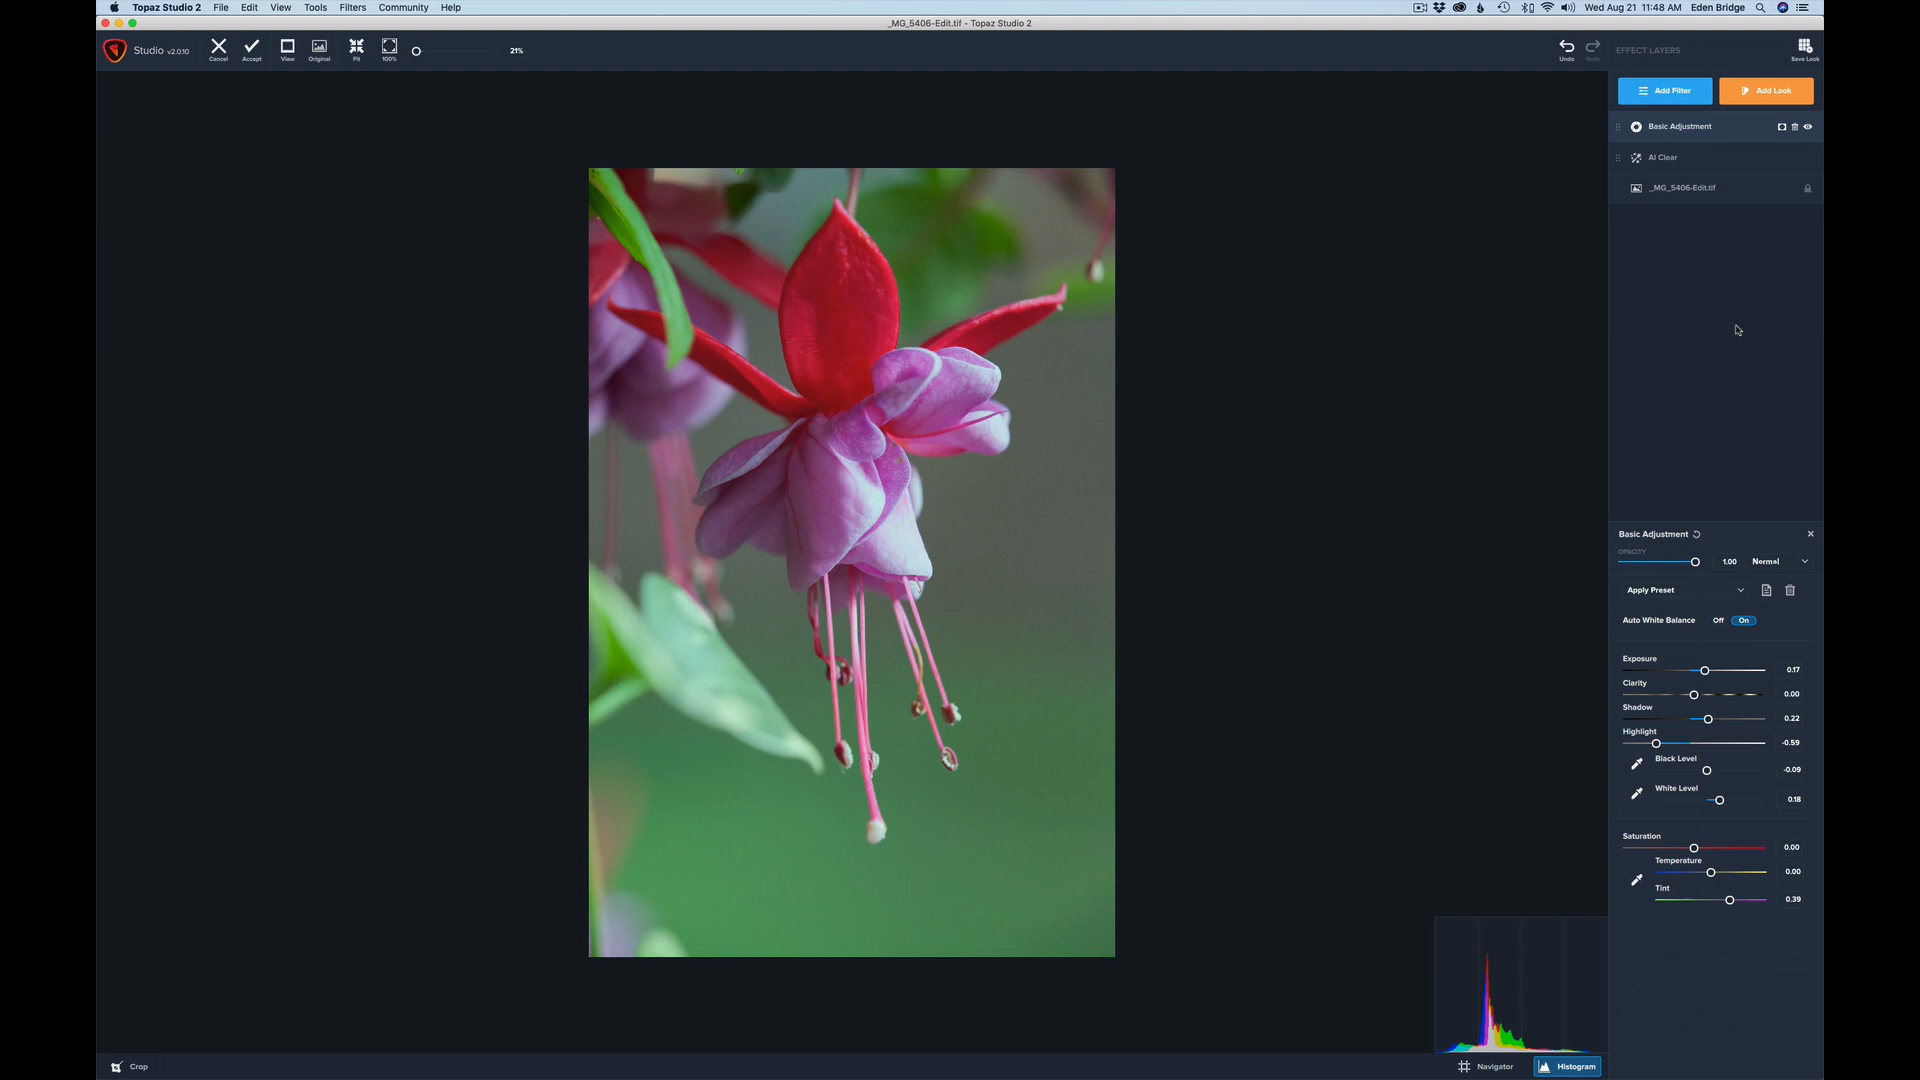 Topaz Studio 2 File Edit View Tools Filters Community Help
Wed Aug 21 11:48 AM Eden Bridge
_MG_5406-Edit.tif - Topaz Studio 2
Studio v2.0.10
Cancel Accept View Original Fit 100% 21%
Undo Redo
EFFECT LAYERS
Save Look
Add Filter Add Look
Basic Adjustment
AI Clear
_MG_5406-Edit.tif
Basic Adjustment
OPACITY
1.00 Normal
Apply Preset
Auto White Balance Off On
Exposure
0.17
Clarity
0.00
Shadow
0.22
Highlight
-0.59
Black Level
-0.09
White Level
0.18
Saturation
0.00
Temperature
0.00
Tint
0.39
Crop
Navigator Histogram